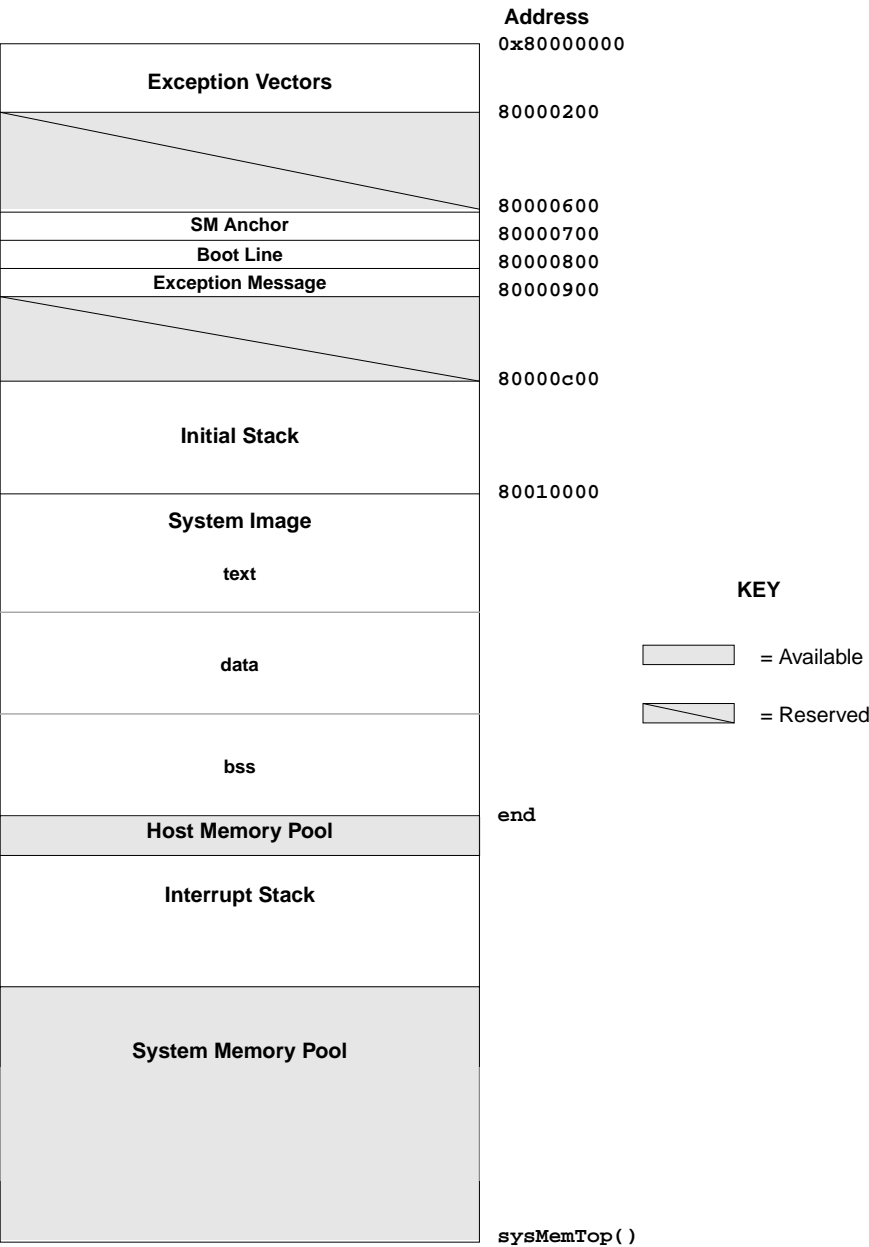 Address
0x80000000
Exception Vectors
80000200
80000600
SM Anchor
80000700
Boot Line
80000800
Exception Message
80000900
80000c00
Initial Stack
80010000
System Image
text
KEY
data
= Available
= Reserved
bss
end
Host Memory Pool
Interrupt Stack
System Memory Pool
sysMemTop()